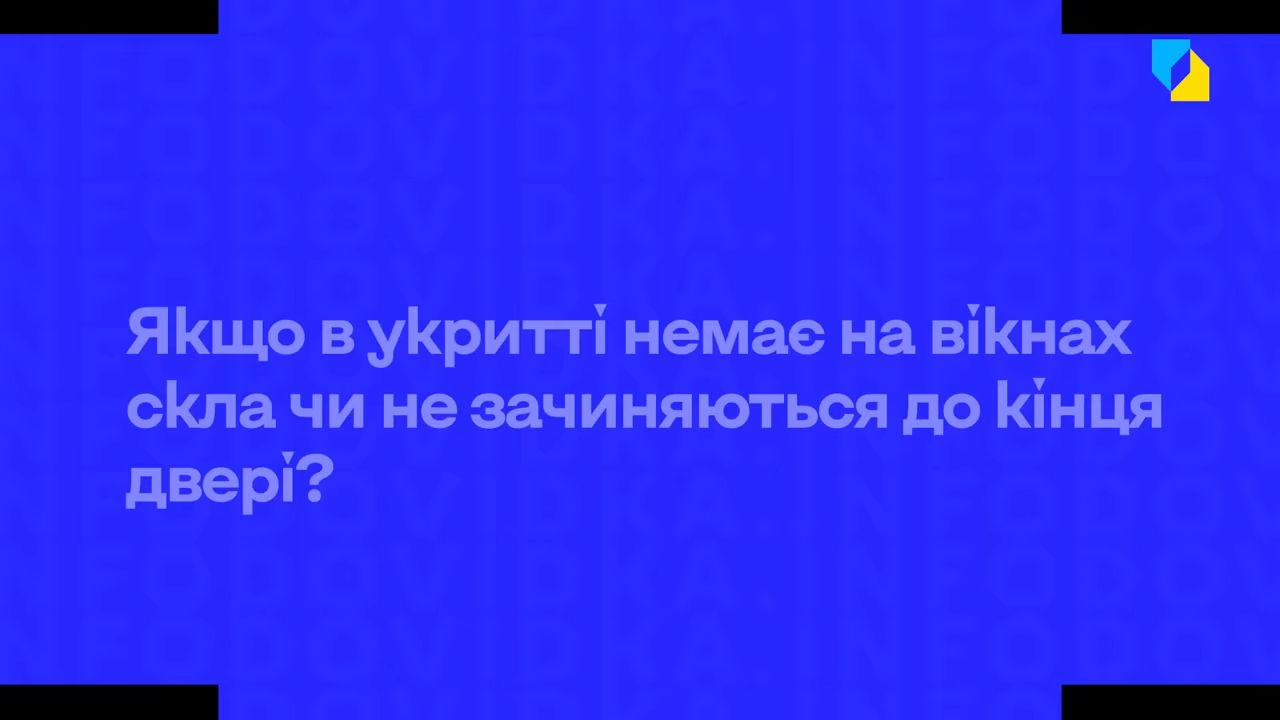 Якщо в укритті немає на вікнах
скла чи не зачиняються до кінця
двері?